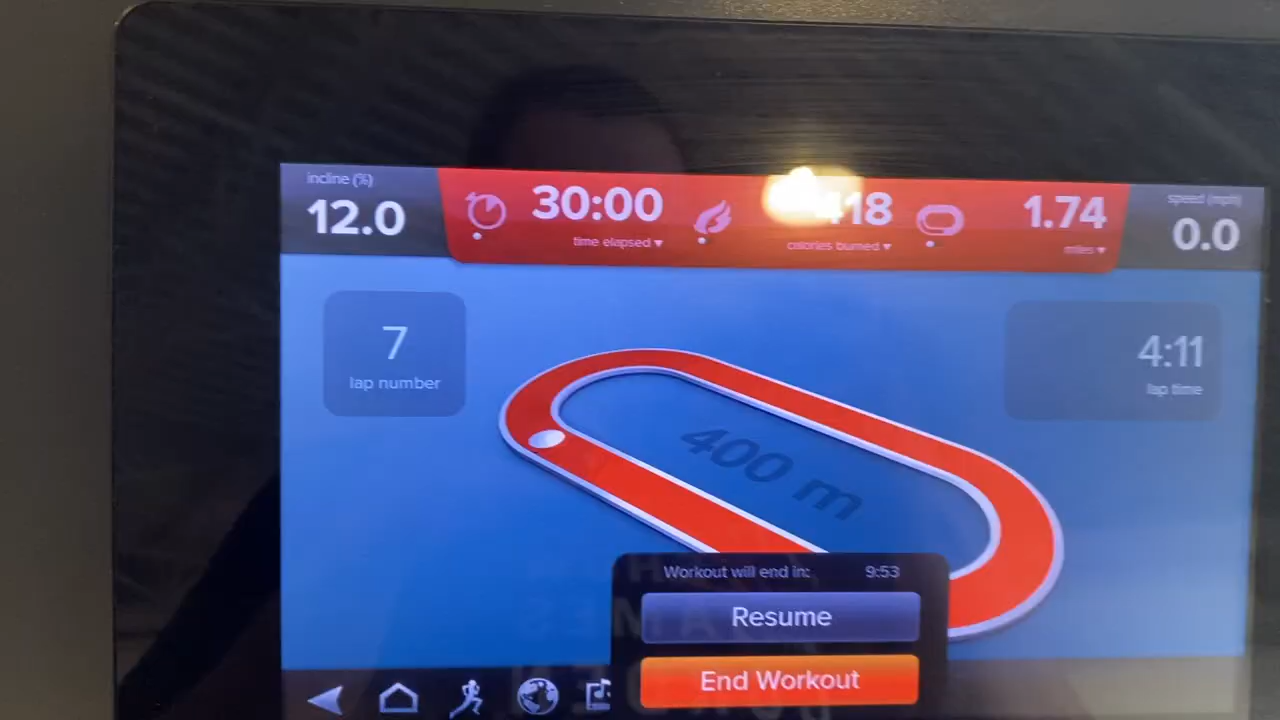 incline (%)
12.0
30:00
time elapsed ▾
418
calories burned ▾
1.74
miles ▾
speed (mph)
0.0
7
lap number
4:11
lap time
400 m
Workout will end in: 9:53
Resume
End Workout